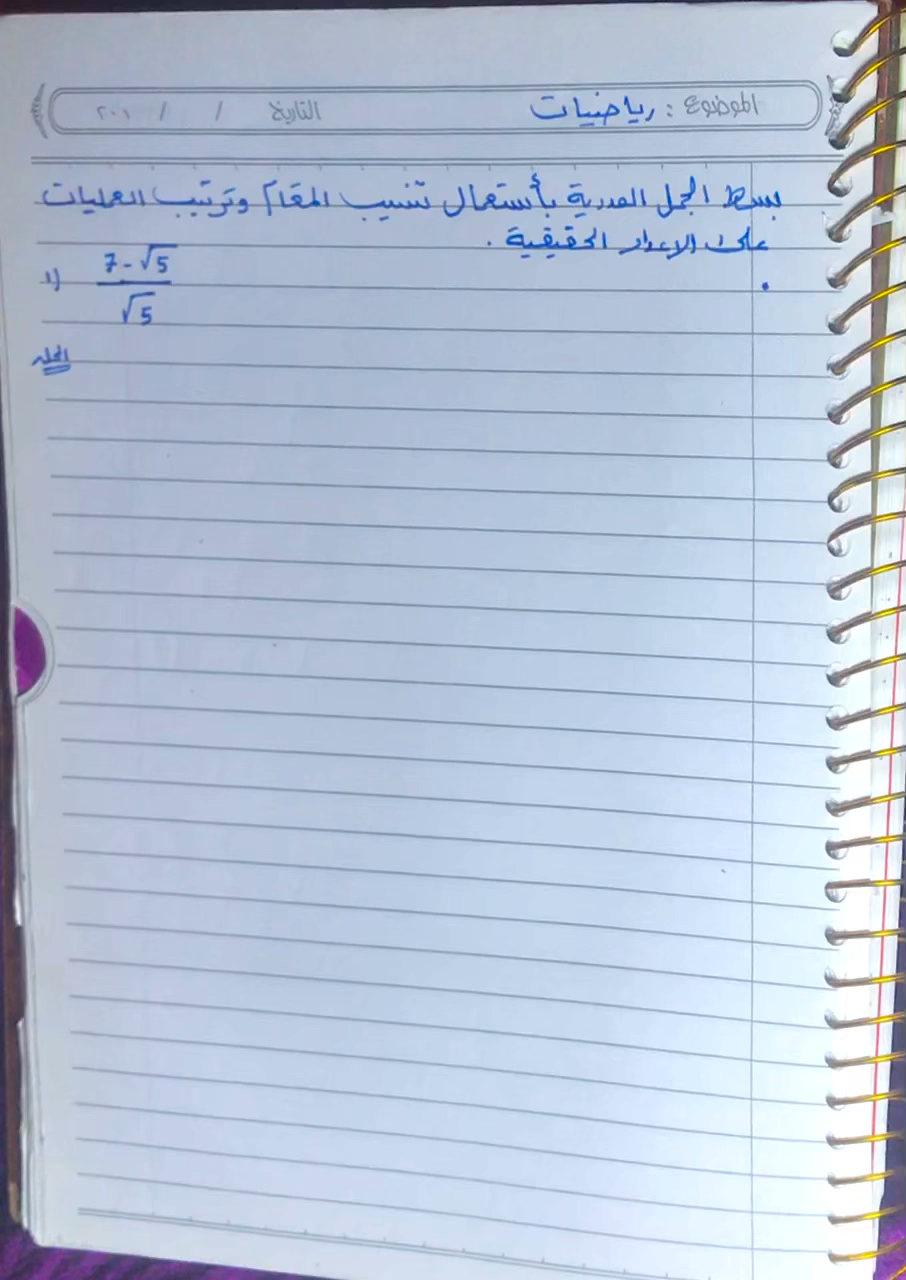 الموضوع : رياضيات التاريخ / / ٢٠١
بسط الجمل العددية بأستعمال تنسيب المقام وترتيب العمليات
على الاعداد الحقيقية .
1) (7-√5)/√5
الحل